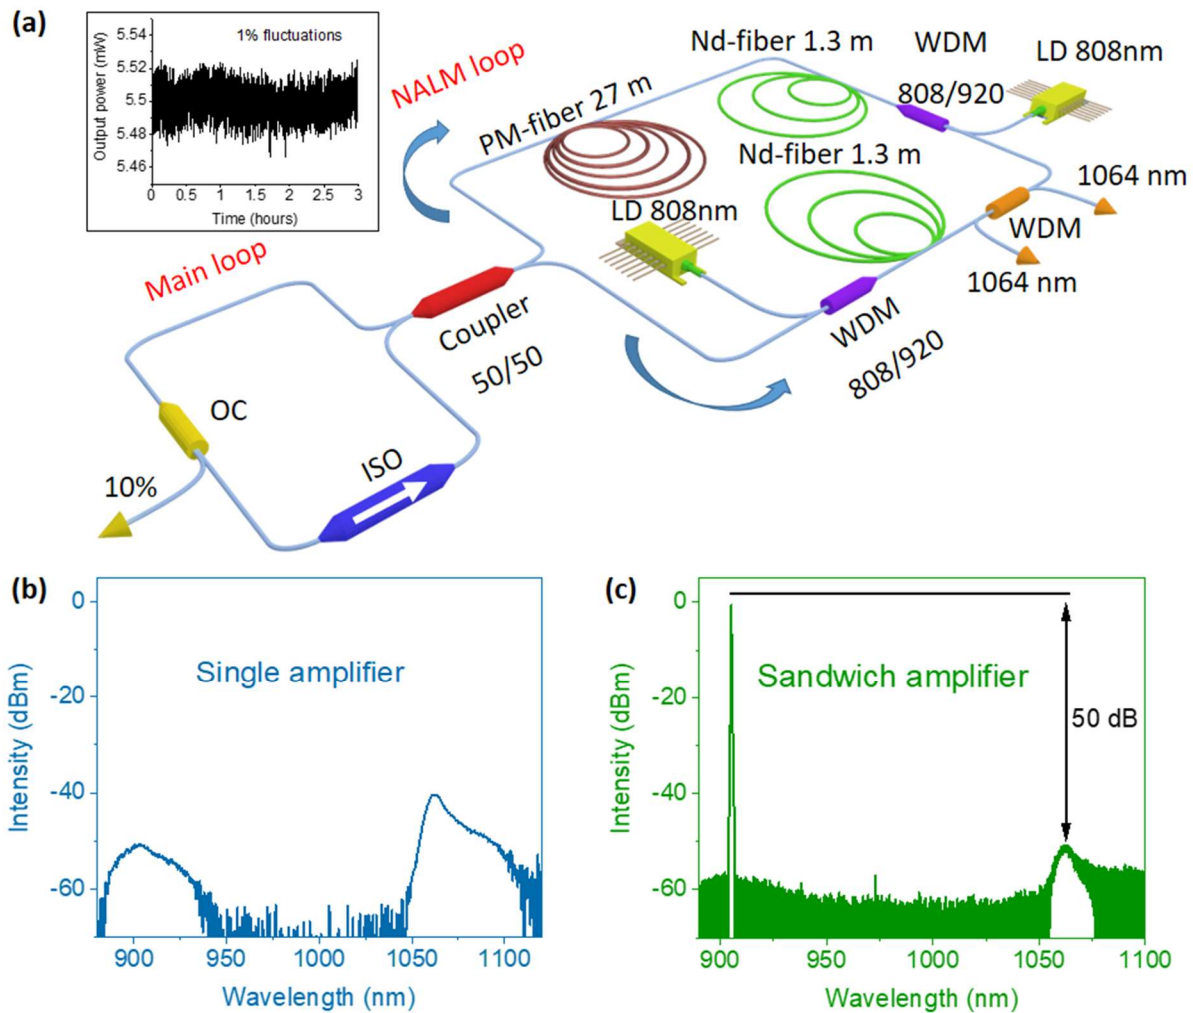 (a)
1% fluctuations
Output power (mW)
5.54
5.52
5.5
5.48
5.46
0 0.5 1 1.5 2 2.5 3
Time (hours)
NALM loop
PM-fiber 27 m
Nd-fiber 1.3 m
WDM
808/920
LD 808nm
Nd-fiber 1.3 m
LD 808nm
1064 nm
WDM
1064 nm
WDM
808/920
Main loop
Coupler
50/50
OC
ISO
10%
(b)
Single amplifier
Intensity (dBm)
0
-20
-40
-60
900 950 1000 1050 1100
Wavelength (nm)
(c)
Sandwich amplifier
50 dB
Intensity (dBm)
0
-20
-40
-60
900 950 1000 1050 1100
Wavelength (nm)